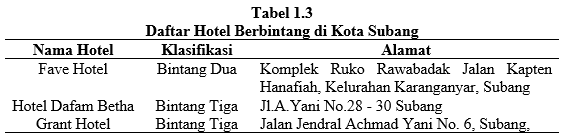 Tabel 1.3
Daftar Hotel Berbintang di Kota Subang
Nama Hotel Klasifikasi Alamat
Fave Hotel Bintang Dua Komplek Ruko Rawabadak Jalan Kapten
Hanafiah, Kelurahan Karanganyar, Subang
Hotel Dafam Betha Bintang Tiga Jl.A.Yani No.28 - 30 Subang
Grant Hotel Bintang Tiga Jalan Jendral Achmad Yani No. 6, Subang,